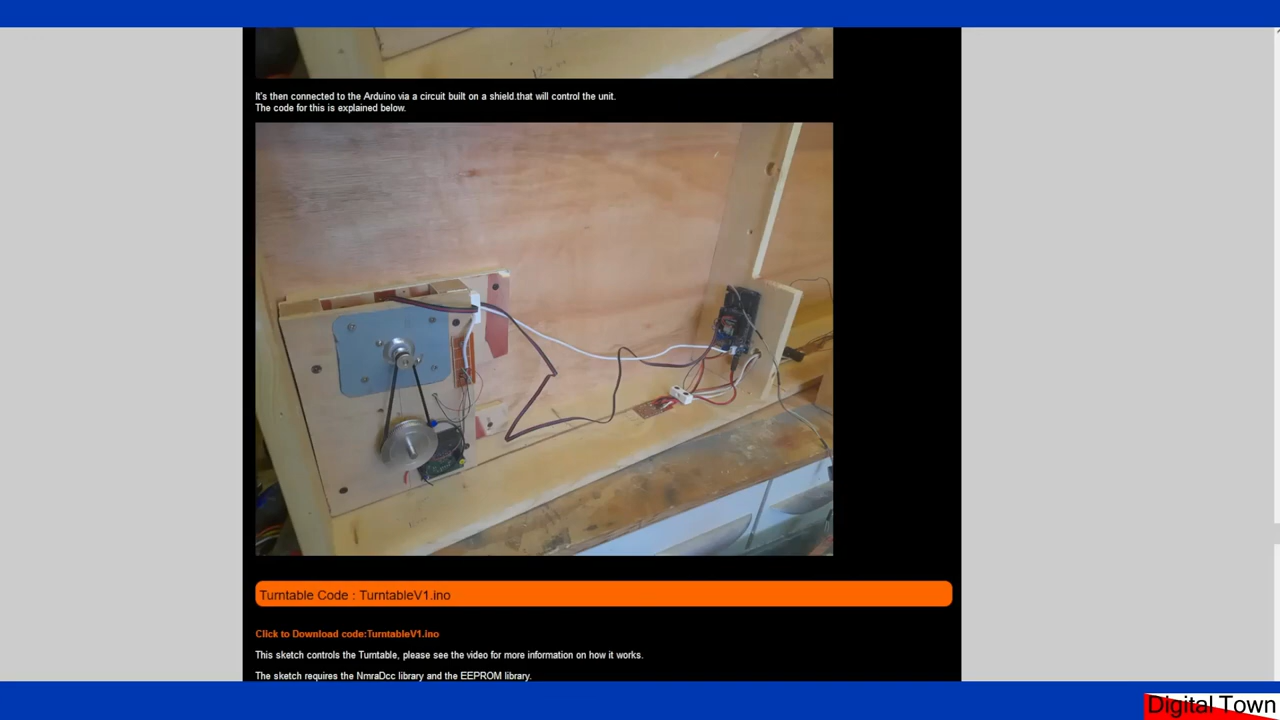 It's then connected to the Arduino via a circuit built on a shield.that will control the unit.
The code for this is explained below.
Turntable Code : TurntableV1.ino
Click to Download code:TurntableV1.ino
This sketch controls the Turntable, please see the video for more information on how it works.
The sketch requires the NmraDcc library and the EEPROM library.
Digital Town